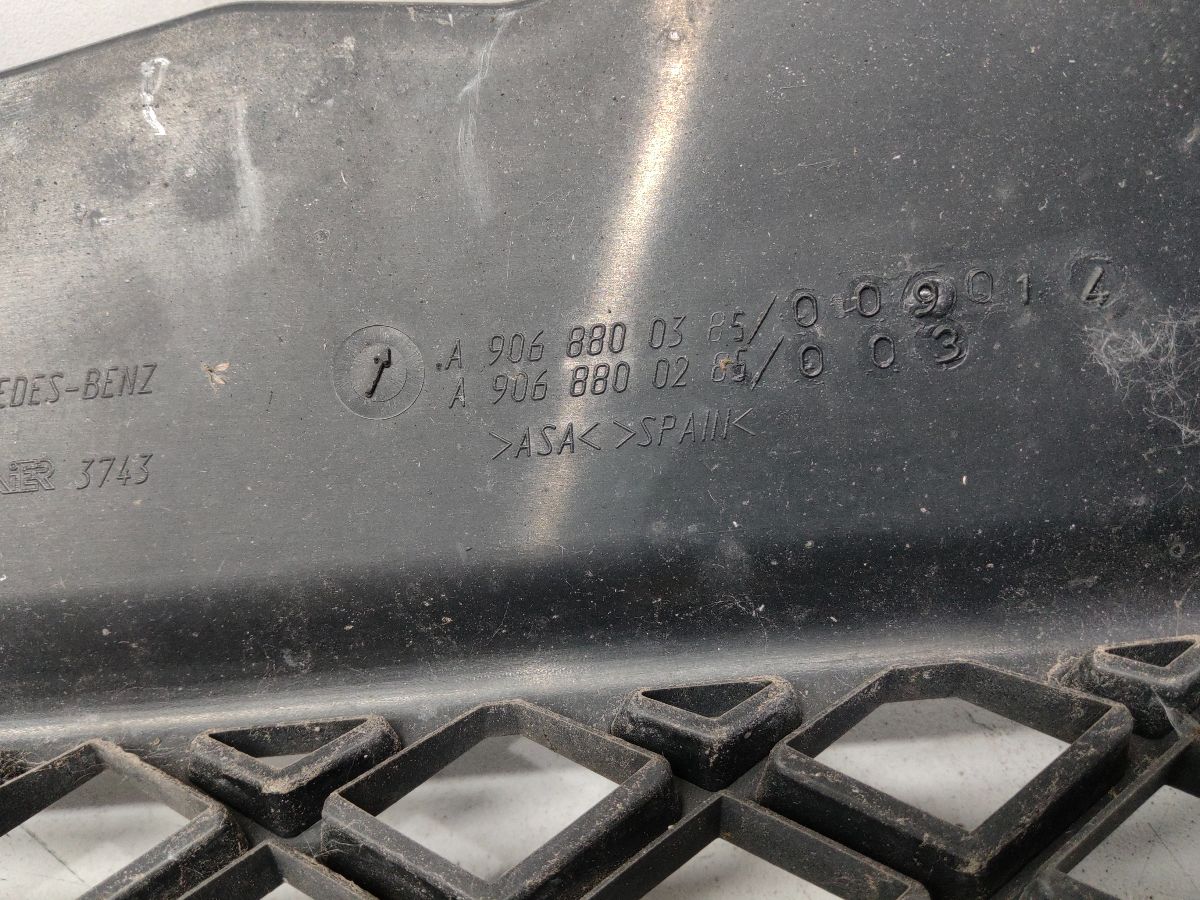 A 906 880 03 85/0 0 9 0 1 4
A 906 880 02 85/0 0 3
EDES-BENZ
>ASA< >SPAIN<
IER 3743